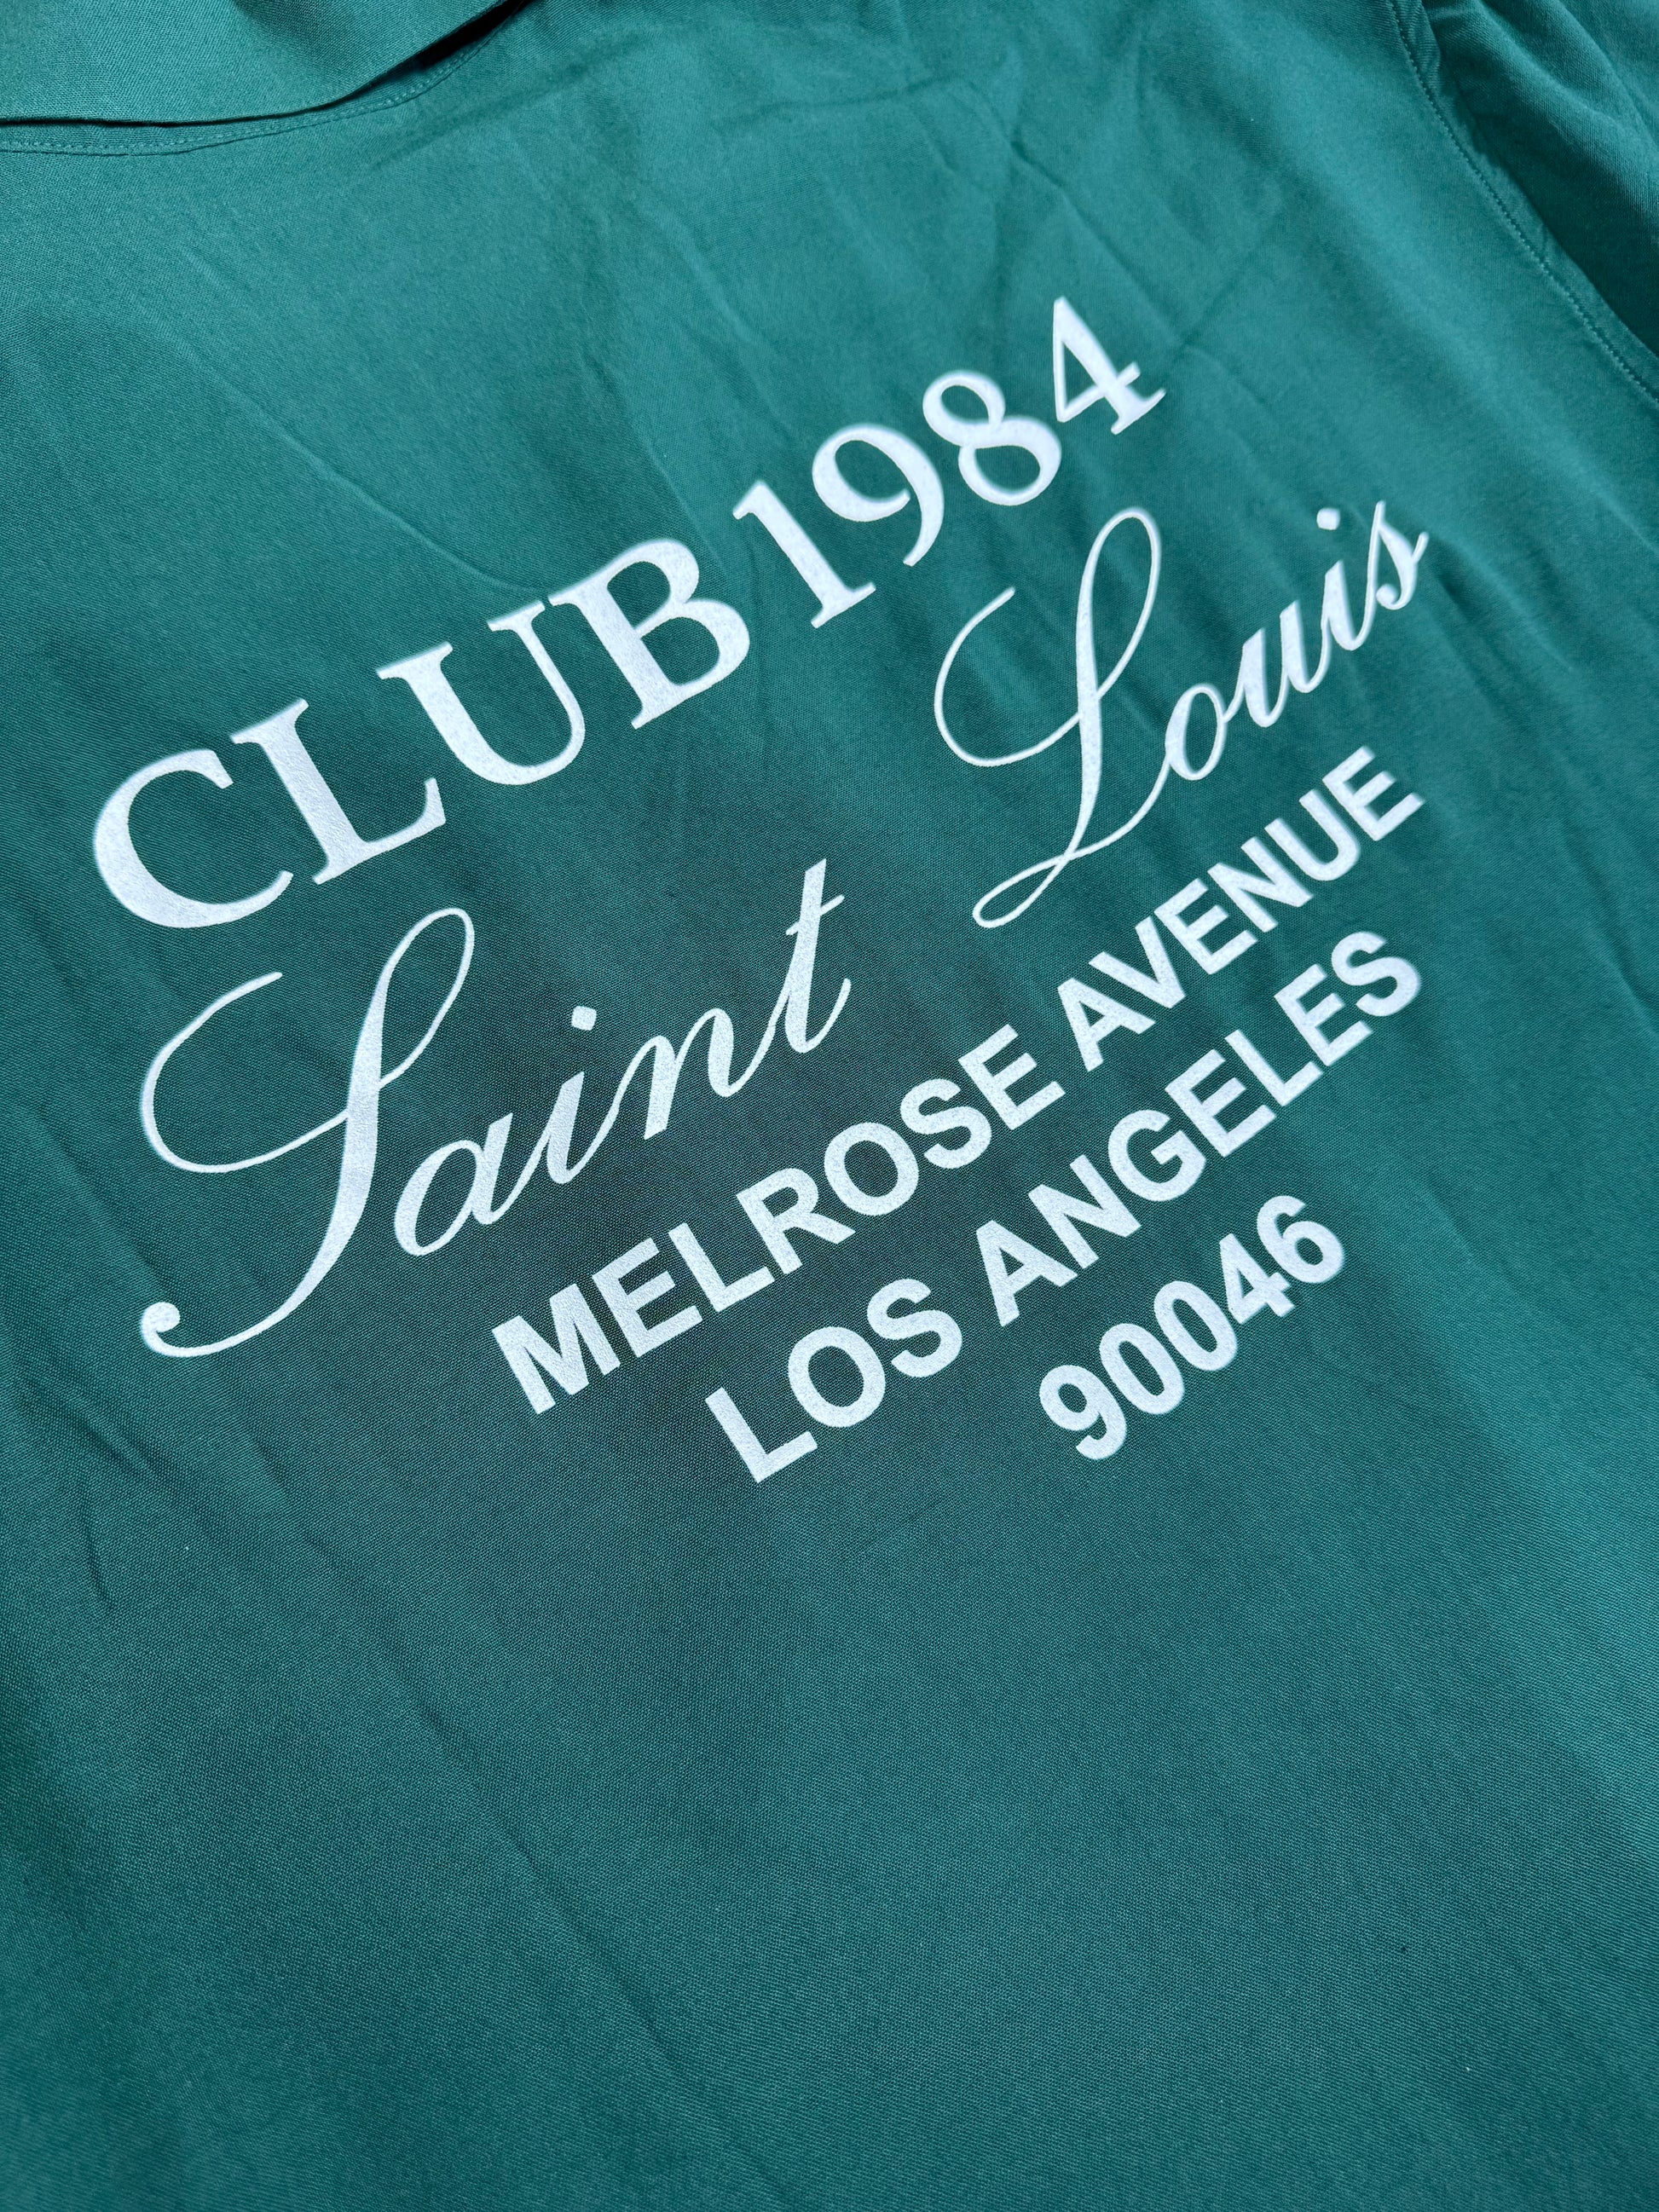 CLUB 1984
Saint Louis
MELROSE AVENUE
LOS ANGELES
90046